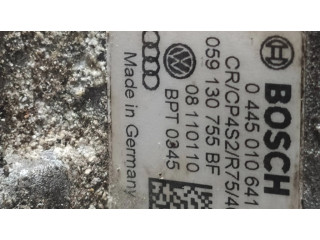 BOSCH
0 445 010 641
CR/CP4S2/R75/40
059 130 755 BF
08 110110
BPT 0345
Made in Germany